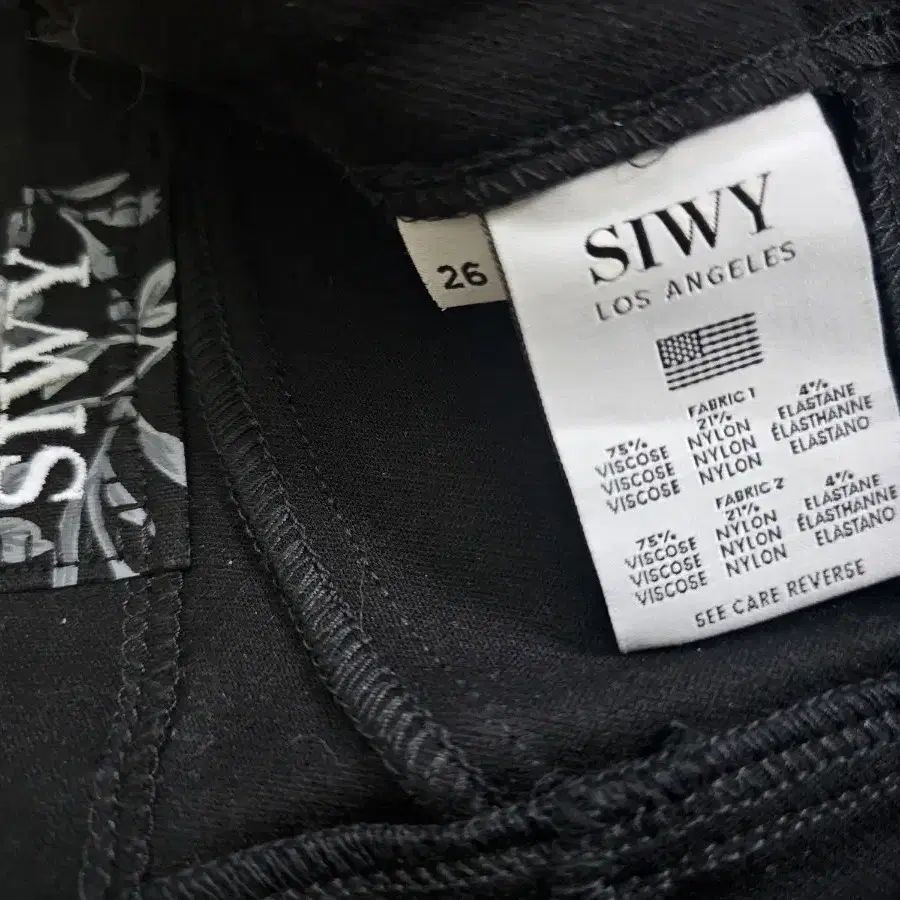 SIWY
26
SIWY
LOS ANGELES
FABRIC 1
75% 21% 4%
VISCOSE NYLON ELASTANE
VISCOSE NYLON ÉLASTHANNE
VISCOSE NYLON ELASTANO
FABRIC 2
75% 21% 4%
VISCOSE NYLON ELASTANE
VISCOSE NYLON ÉLASTHANNE
VISCOSE NYLON ELASTANO
SEE CARE REVERSE